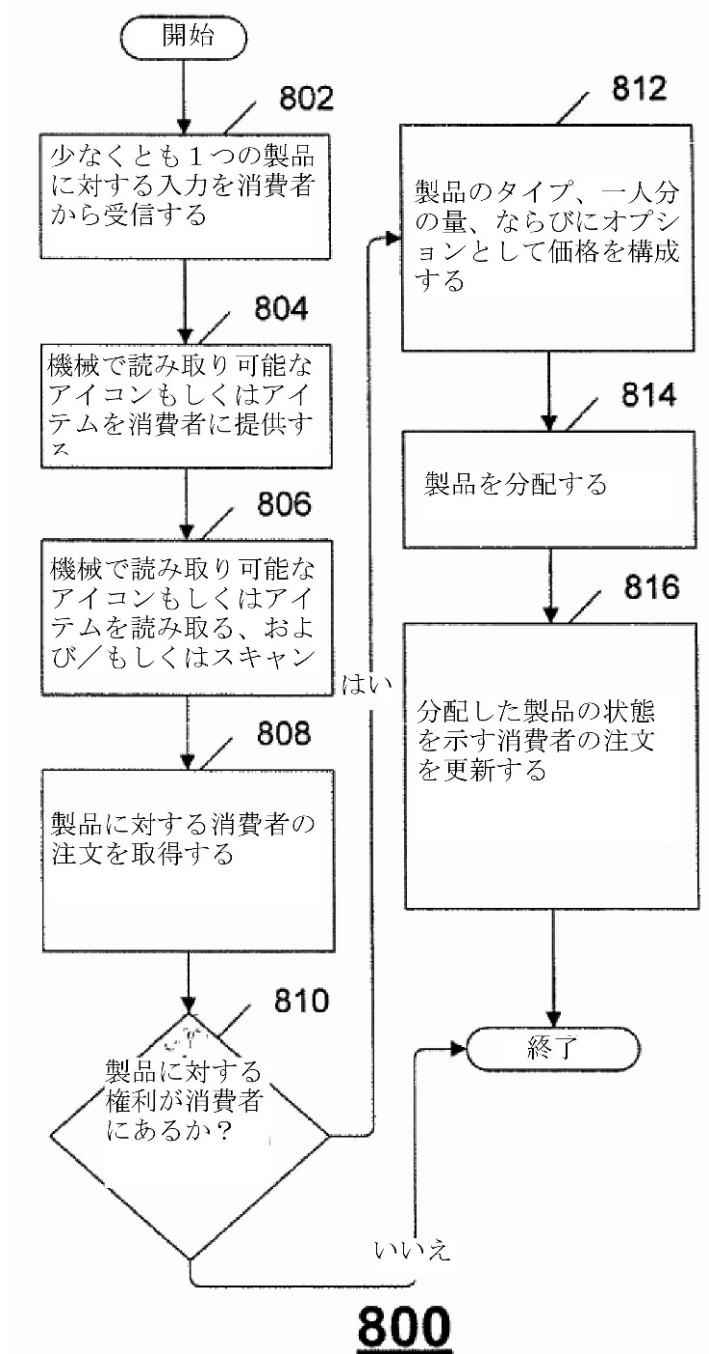 開始
802
少なくとも１つの製品
に対する入力を消費者
から受信する
804
機械で読み取り可能な
アイコンもしくはアイ
テムを消費者に提供す
る
806
機械で読み取り可能な
アイコンもしくはアイ
テムを読み取る、およ
び／もしくはスキャン
808
製品に対する消費者の
注文を取得する
810
製品に対する
権利が消費者
にあるか？
はい
いいえ
812
製品のタイプ、一人分
の量、ならびにオプショ
ンとして価格を構成
する
814
製品を分配する
816
分配した製品の状態
を示す消費者の注文
を更新する
終了
800